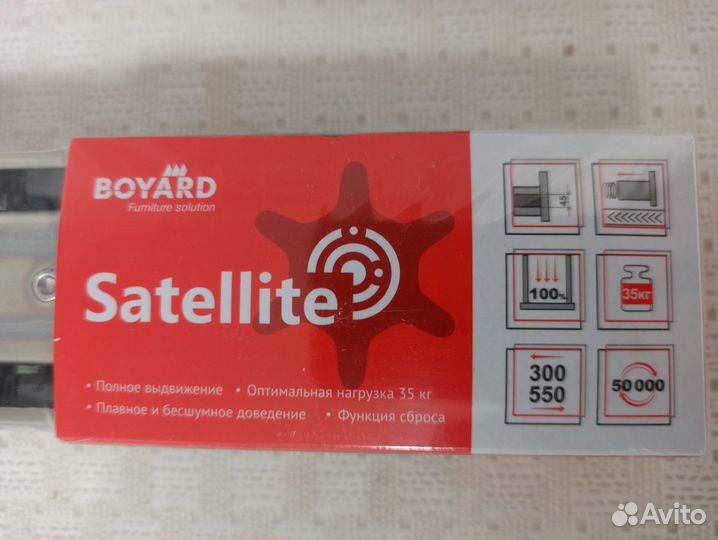 BOYARD
Furniture solution
Satellite
• Полное выдвижение • Оптимальная нагрузка 35 кг
• Плавное и бесшумное доведение • Функция сброса
45
100%
35кг
300
550
50 000
Avito